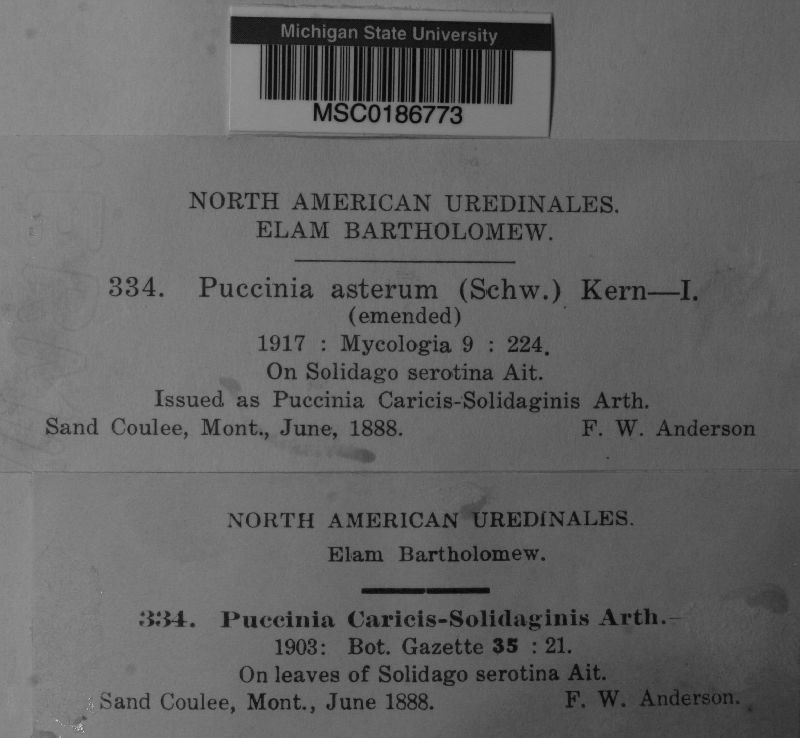 Michigan State University
MSC0186773
NORTH AMERICAN UREDINALES.
ELAM BARTHOLOMEW.
334. Puccinia asterum (Schw.) Kern—I.
(emended)
1917 : Mycologia 9 : 224.
On Solidago serotina Ait.
Issued as Puccinia Caricis-Solidaginis Arth.
Sand Coulee, Mont., June, 1888. F. W. Anderson
NORTH AMERICAN UREDINALES.
Elam Bartholomew.
334. Puccinia Caricis-Solidaginis Arth.–
1903: Bot. Gazette 35 : 21.
On leaves of Solidago serotina Ait.
Sand Coulee, Mont., June 1888. F. W. Anderson.